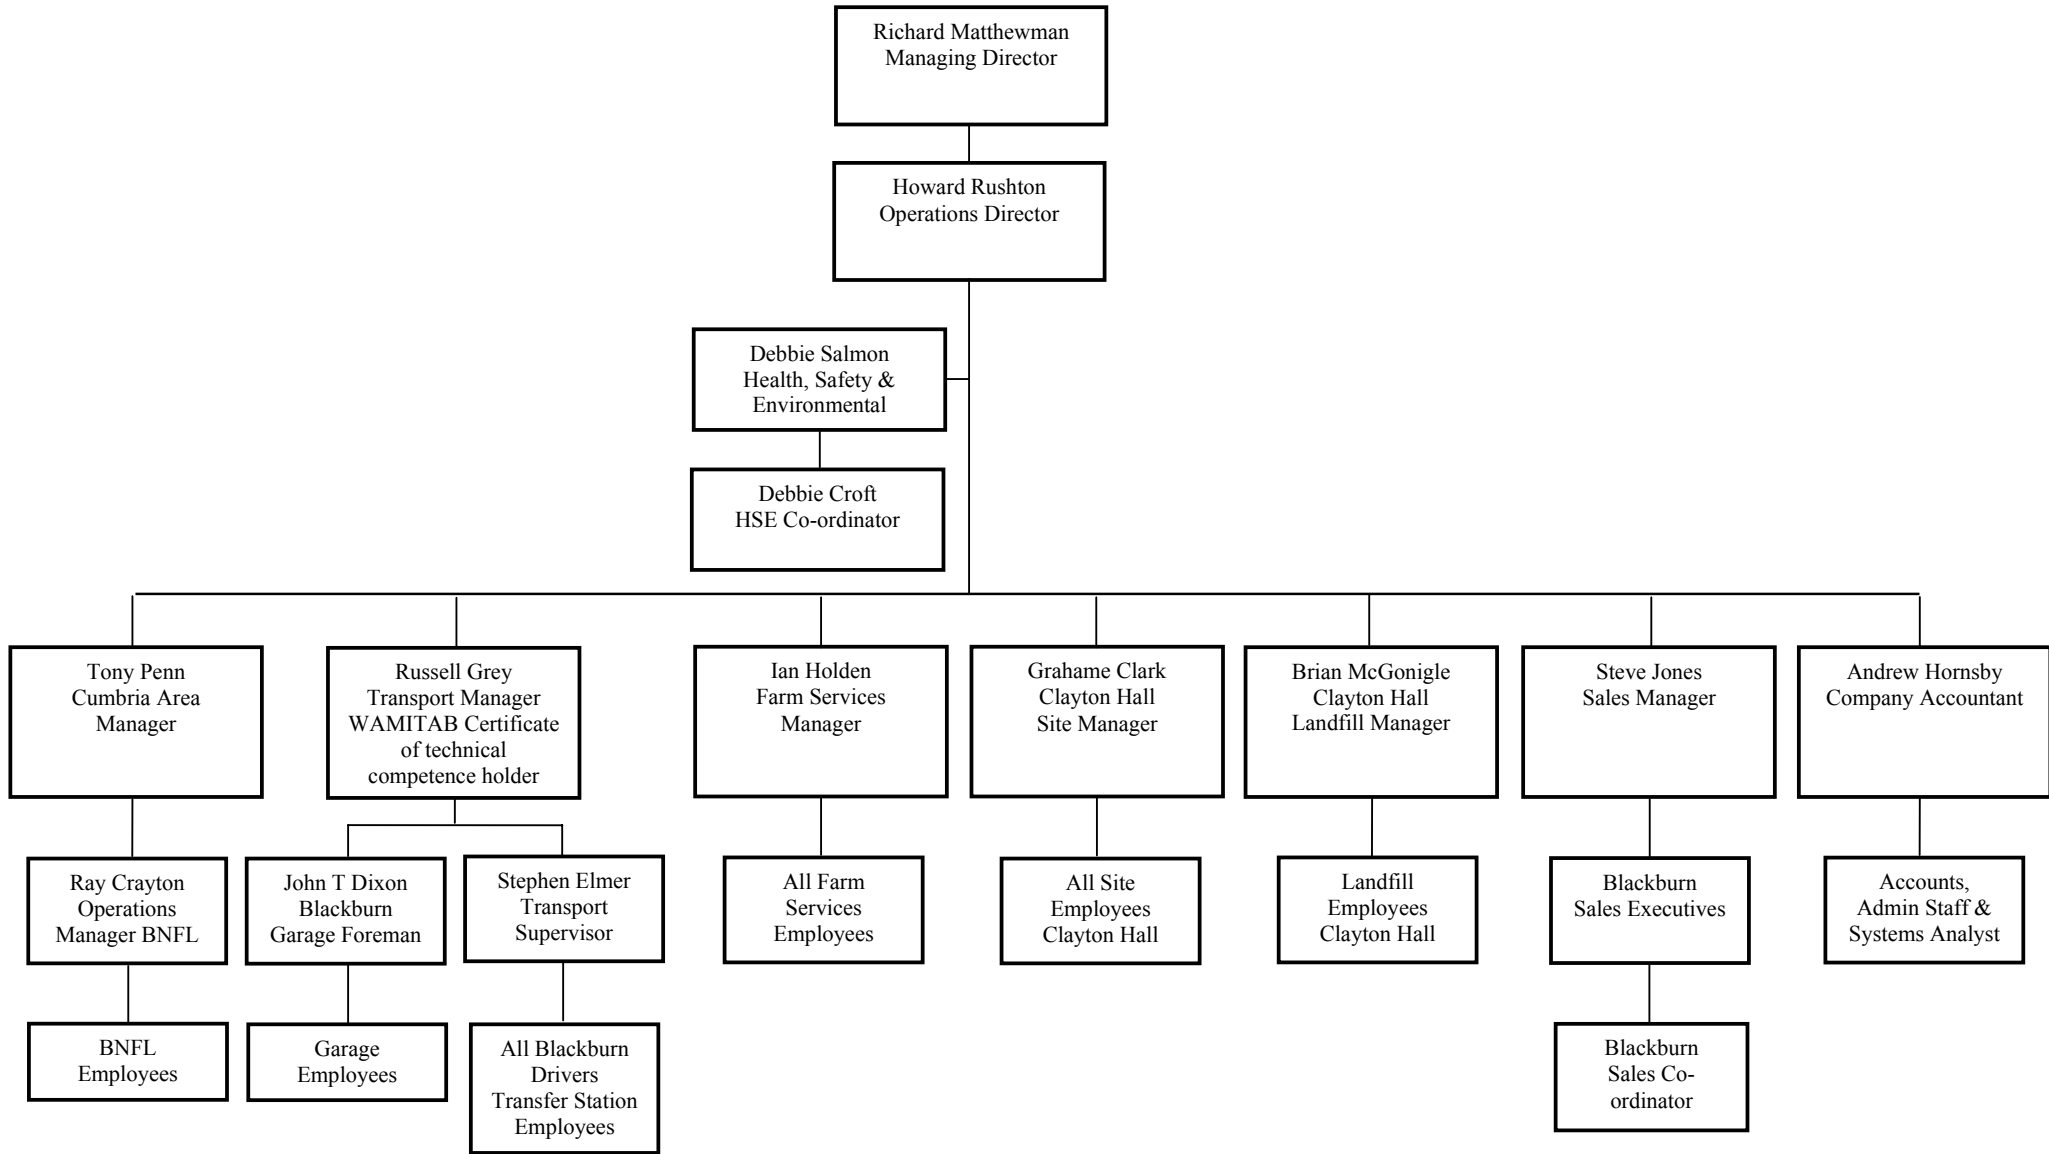 Richard Matthewman
Managing Director
Howard Rushton
Operations Director
Debbie Salmon
Health, Safety &
Environmental
Debbie Croft
HSE Co-ordinator
Tony Penn
Cumbria Area
Manager
Russell Grey
Transport Manager
WAMITAB Certificate
of technical
competence holder
Ian Holden
Farm Services
Manager
Grahame Clark
Clayton Hall
Site Manager
Brian McGonigle
Clayton Hall
Landfill Manager
Steve Jones
Sales Manager
Andrew Hornsby
Company Accountant
Ray Crayton
Operations
Manager BNFL
John T Dixon
Blackburn
Garage Foreman
Stephen Elmer
Transport
Supervisor
All Farm
Services
Employees
All Site
Employees
Clayton Hall
Landfill
Employees
Clayton Hall
Blackburn
Sales Executives
Accounts,
Admin Staff &
Systems Analyst
BNFL
Employees
Garage
Employees
All Blackburn
Drivers
Transfer Station
Employees
Blackburn
Sales Co-
ordinator